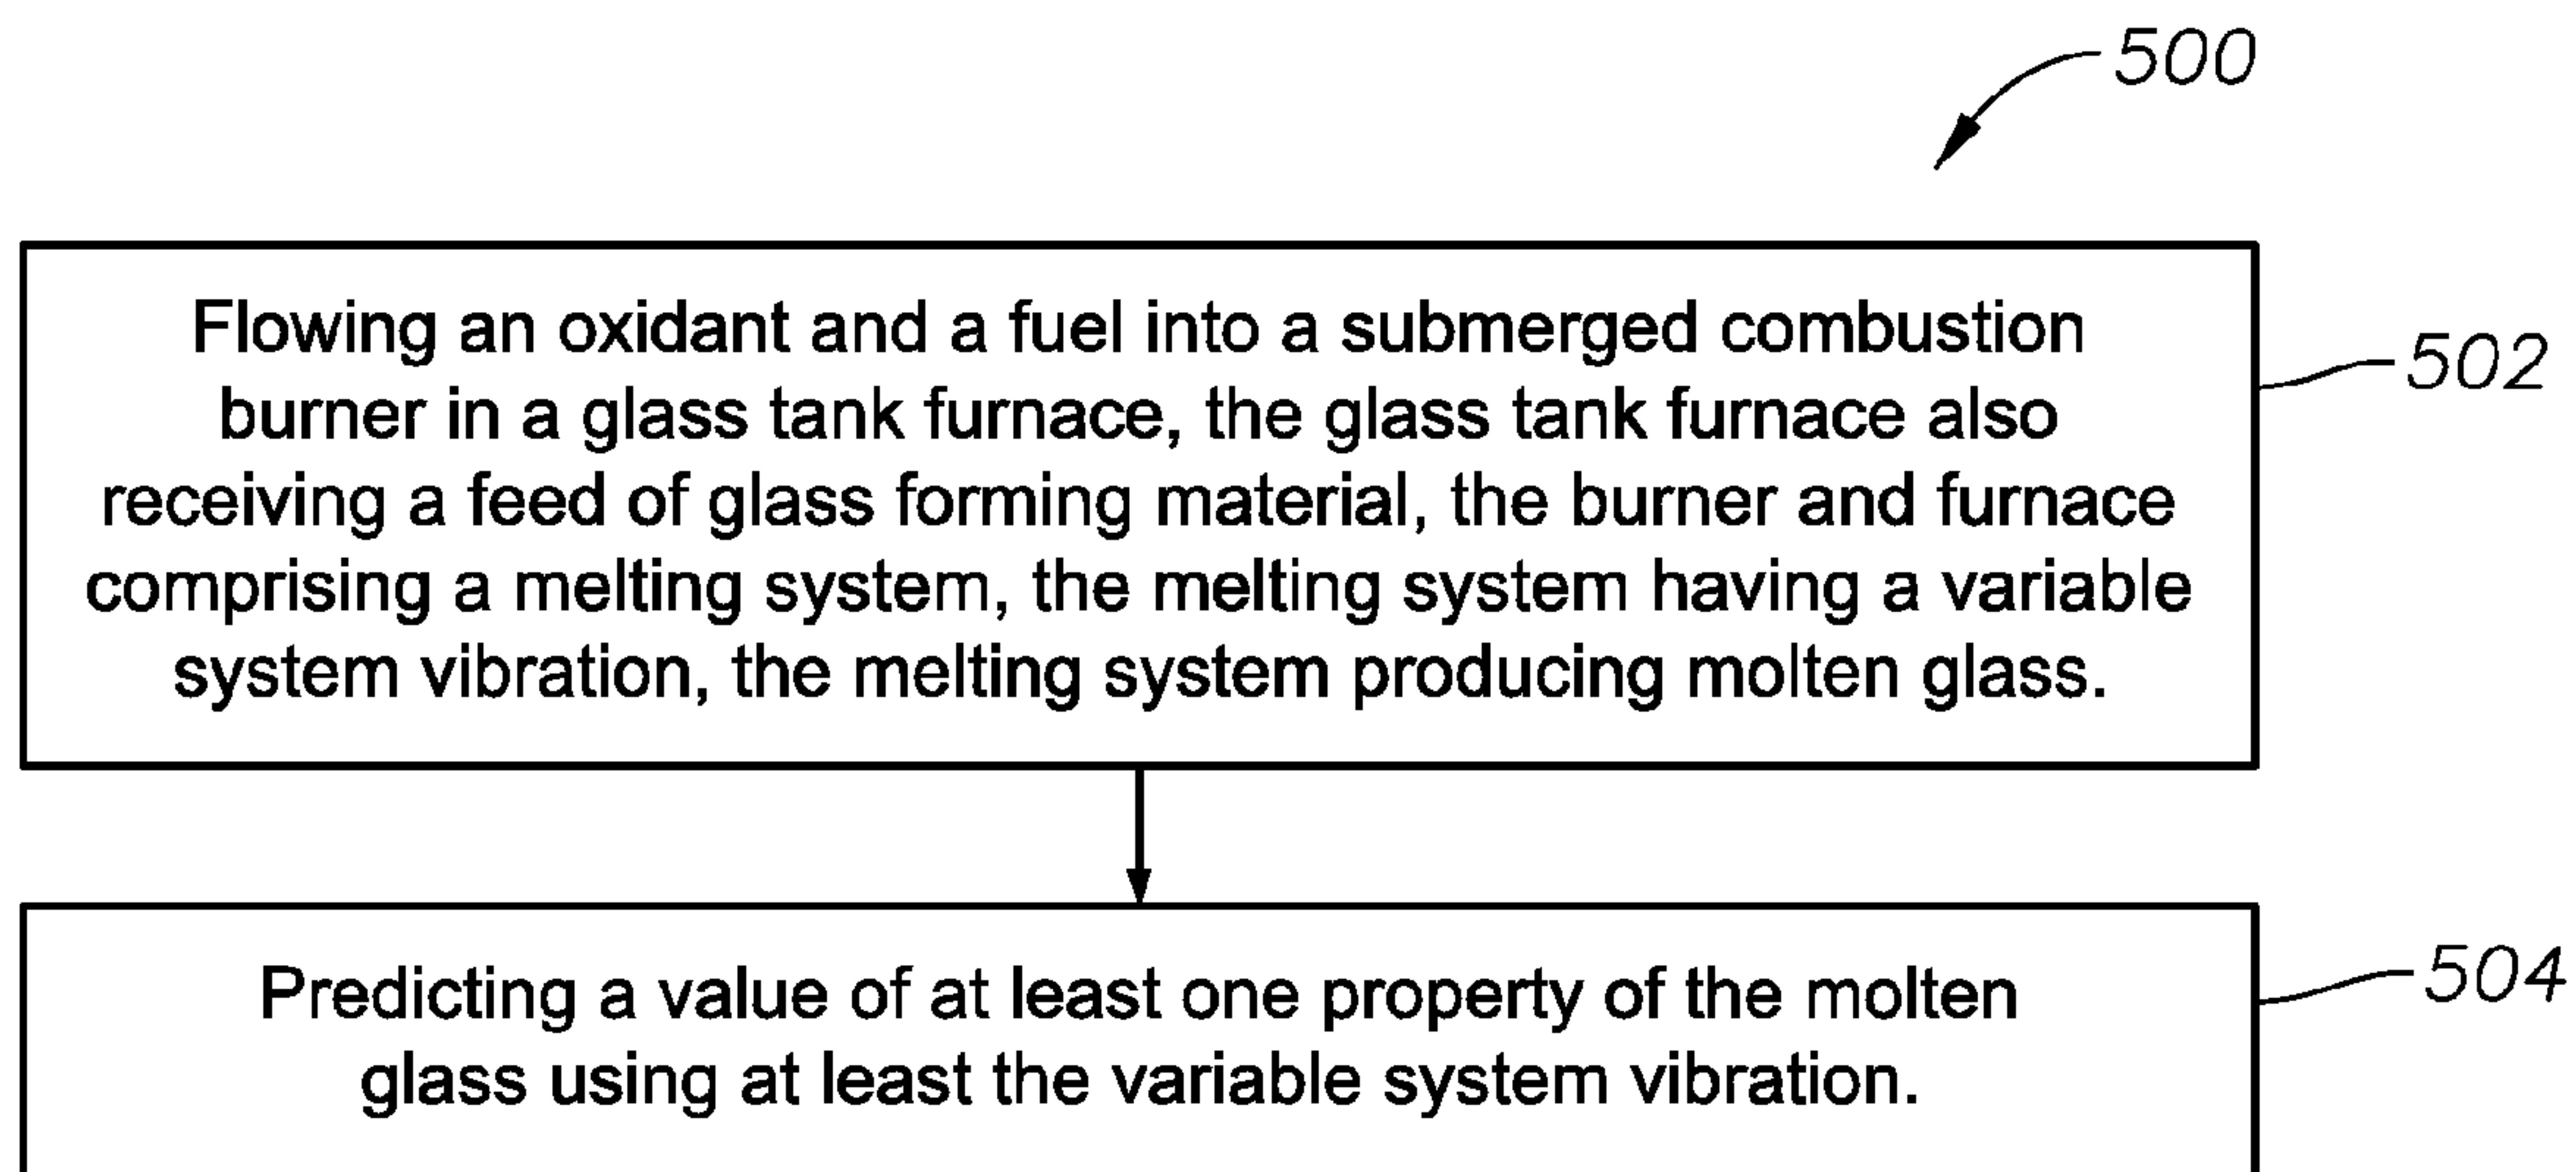 500
Flowing an oxidant and a fuel into a submerged combustion
burner in a glass tank furnace, the glass tank furnace also
receiving a feed of glass forming material, the burner and furnace
comprising a melting system, the melting system having a variable
system vibration, the melting system producing molten glass.
502
Predicting a value of at least one property of the molten
glass using at least the variable system vibration.
504